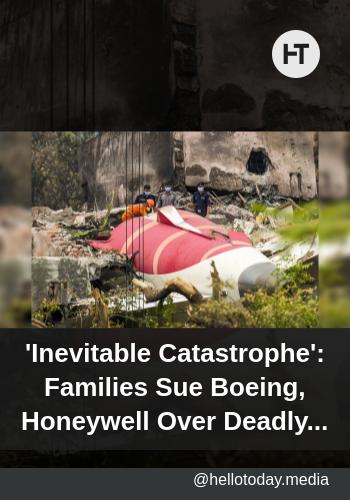 HT
'Inevitable Catastrophe':
Families Sue Boeing,
Honeywell Over Deadly...
@hellotoday.media